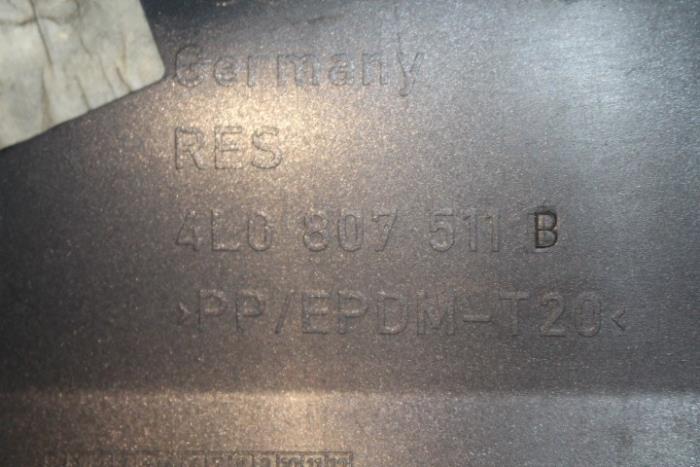 Germany
RES
4L0 807 511 B
>PP/EPDM-T20<